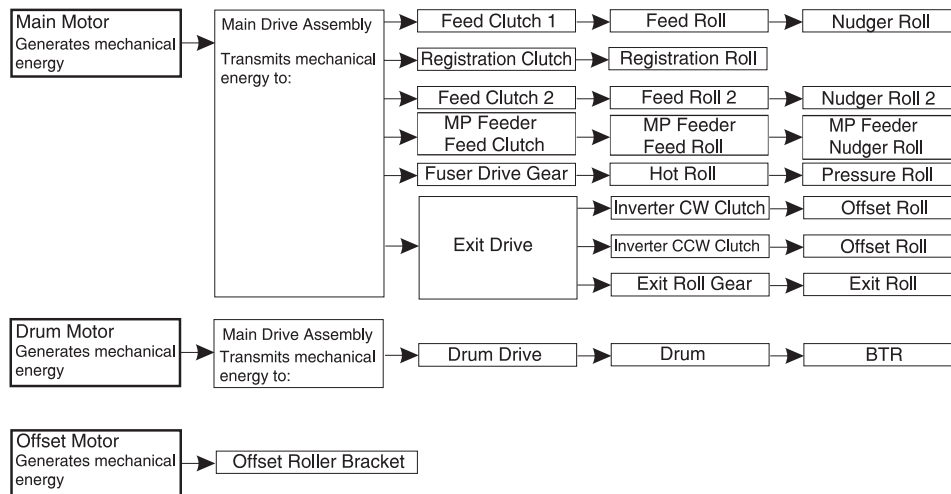 Main Motor
Generates mechanical
energy
Main Drive Assembly
Transmits mechanical
energy to:
Feed Clutch 1
Feed Roll
Nudger Roll
Registration Clutch
Registration Roll
Feed Clutch 2
Feed Roll 2
Nudger Roll 2
MP Feeder
Feed Clutch
MP Feeder
Feed Roll
MP Feeder
Nudger Roll
Fuser Drive Gear
Hot Roll
Pressure Roll
Exit Drive
Inverter CW Clutch
Offset Roll
Inverter CCW Clutch
Offset Roll
Exit Roll Gear
Exit Roll
Drum Motor
Generates mechanical
energy
Main Drive Assembly
Transmits mechanical
energy to:
Drum Drive
Drum
BTR
Offset Motor
Generates mechanical
energy
Offset Roller Bracket